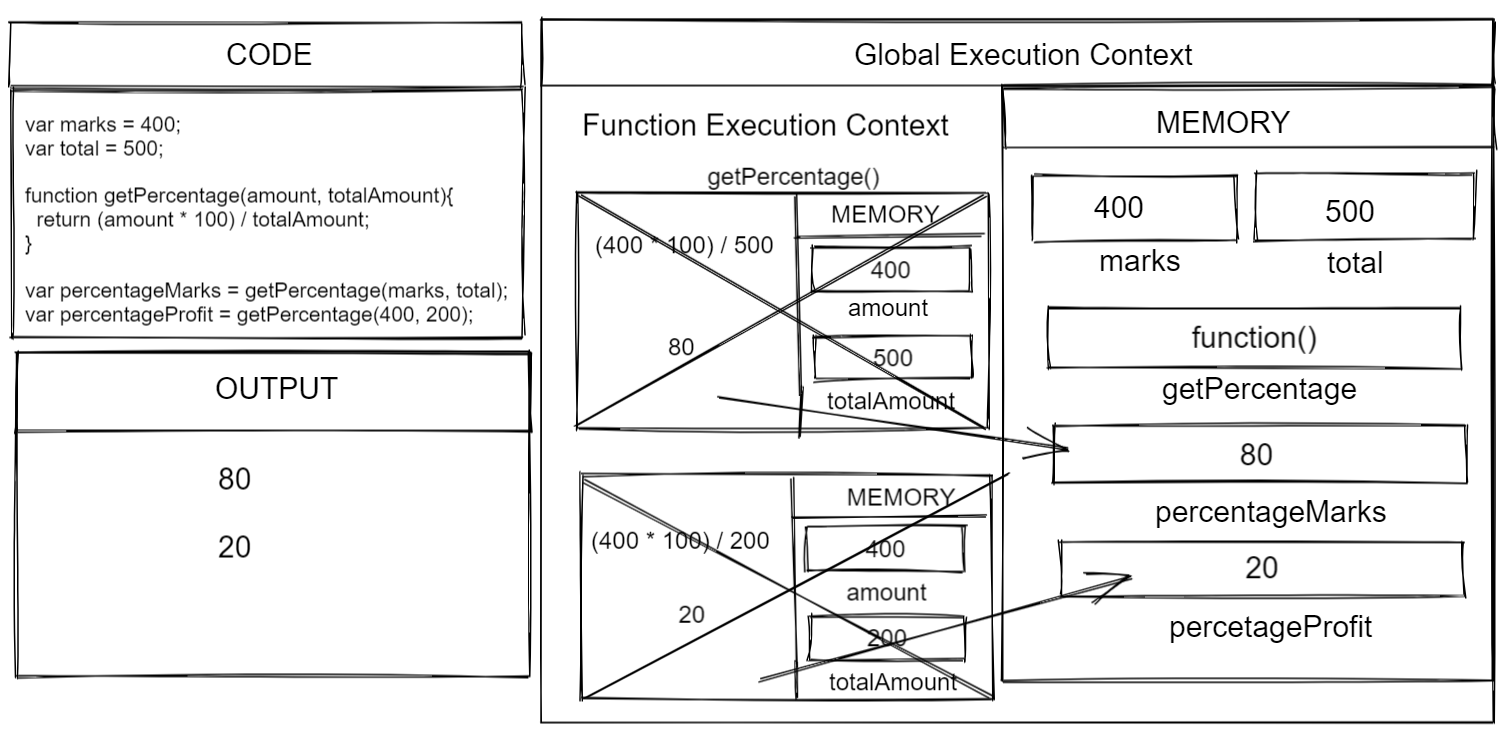 CODE
var marks = 400;
var total = 500;
function getPercentage(amount, totalAmount){
return (amount * 100) / totalAmount;
}
var percentageMarks = getPercentage(marks, total);
var percentageProfit = getPercentage(400, 200);
OUTPUT
80
20
Global Execution Context
Function Execution Context
getPercentage()
(400 * 100) / 500
80
MEMORY
400
amount
500
totalAmount
(400 * 100) / 200
20
MEMORY
400
amount
200
totalAmount
MEMORY
400
marks
500
total
function()
getPercentage
80
percentageMarks
20
percetageProfit